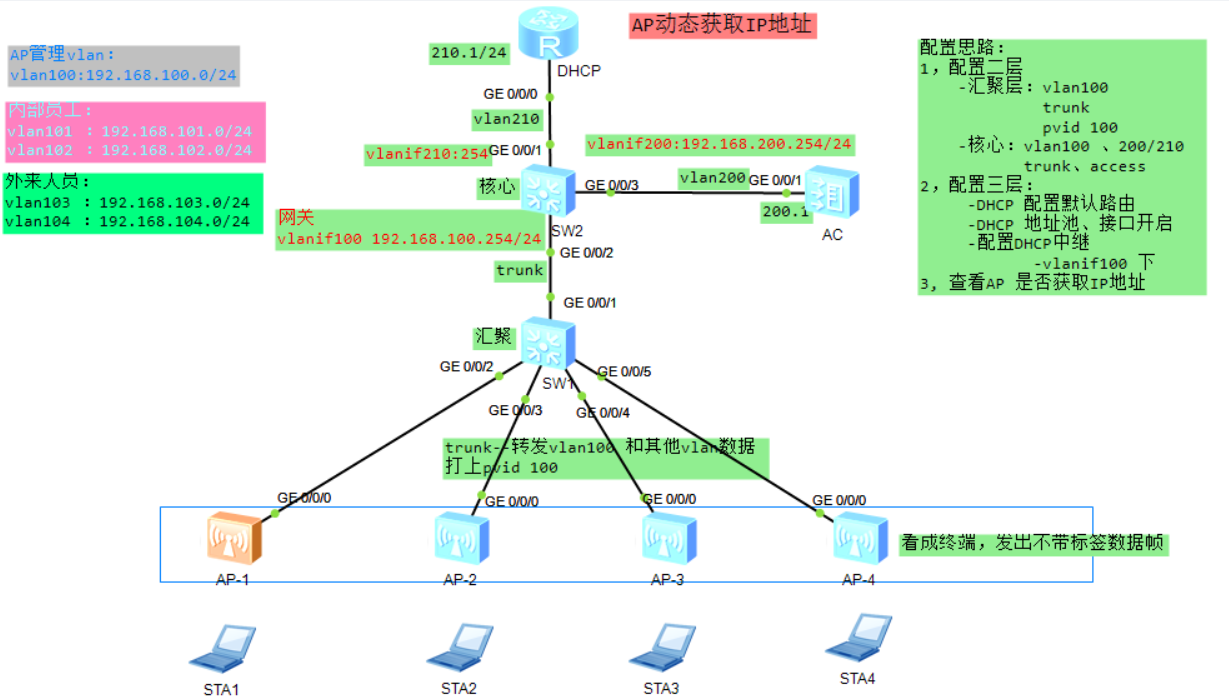 AP动态获取IP地址
AP管理vlan：
vlan100:192.168.100.0/24
内部员工：
vlan101 ：192.168.101.0/24
vlan102 ：192.168.102.0/24
外来人员：
vlan103 ：192.168.103.0/24
vlan104 ：192.168.104.0/24
210.1/24
R
DHCP
GE 0/0/0
vlan210
vlanif210:254
GE 0/0/1
vlanif200:192.168.200.254/24
核心
GE 0/0/3
vlan200
GE 0/0/1
200.1
AC
网关
vlanif100 192.168.100.254/24
SW2
GE 0/0/2
trunk
GE 0/0/1
汇聚
SW1
GE 0/0/2
GE 0/0/5
GE 0/0/3
GE 0/0/4
trunk--转发vlan100 和其他vlan数据
打上pvid 100
GE 0/0/0
GE 0/0/0
GE 0/0/0
GE 0/0/0
AP-1
AP-2
AP-3
AP-4
看成终端，发出不带标签数据帧
STA1
STA2
STA3
STA4
配置思路：
1，配置二层
-汇聚层：vlan100
trunk
pvid 100
-核心：vlan100 、200/210
trunk、access
2，配置三层：
-DHCP 配置默认路由
-DHCP 地址池、接口开启
-配置DHCP中继
-vlanif100 下
3, 查看AP 是否获取IP地址